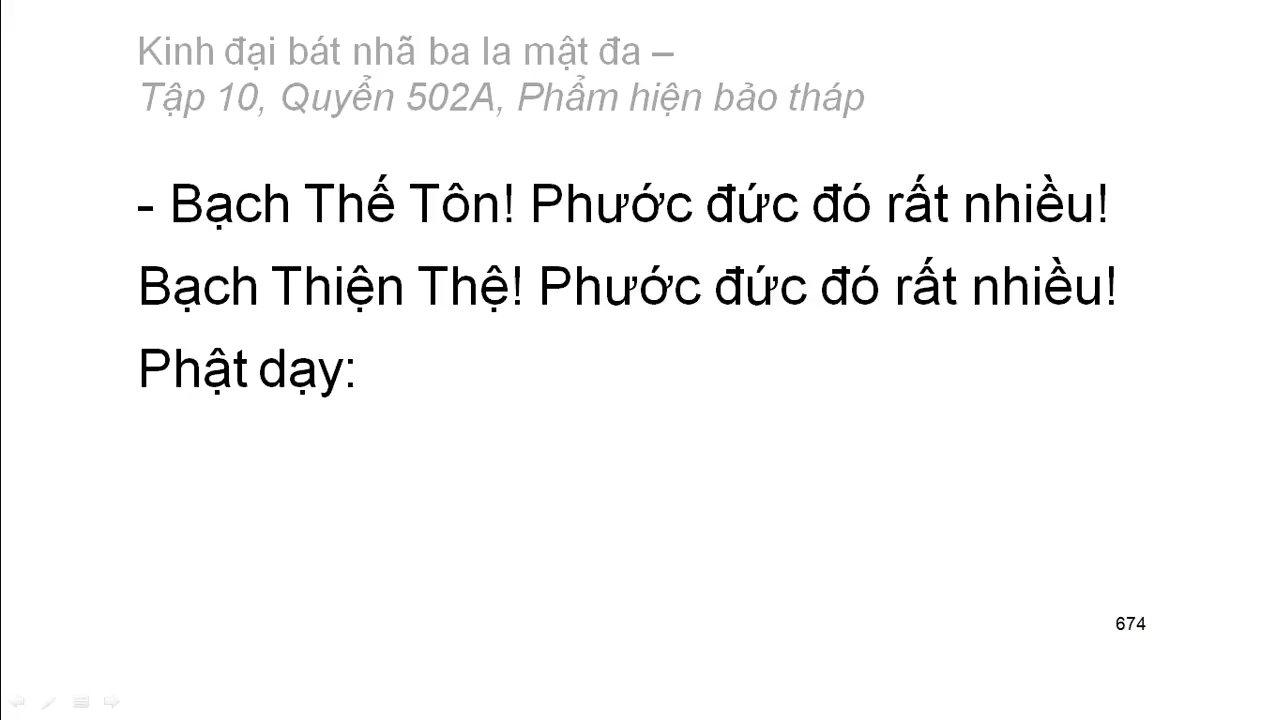 Kinh đại bát nhã ba la mật đa –
Tập 10, Quyển 502A, Phẩm hiện bảo tháp
- Bạch Thế Tôn! Phước đức đó rất nhiều!
Bạch Thiện Thệ! Phước đức đó rất nhiều!
Phật dạy:
674